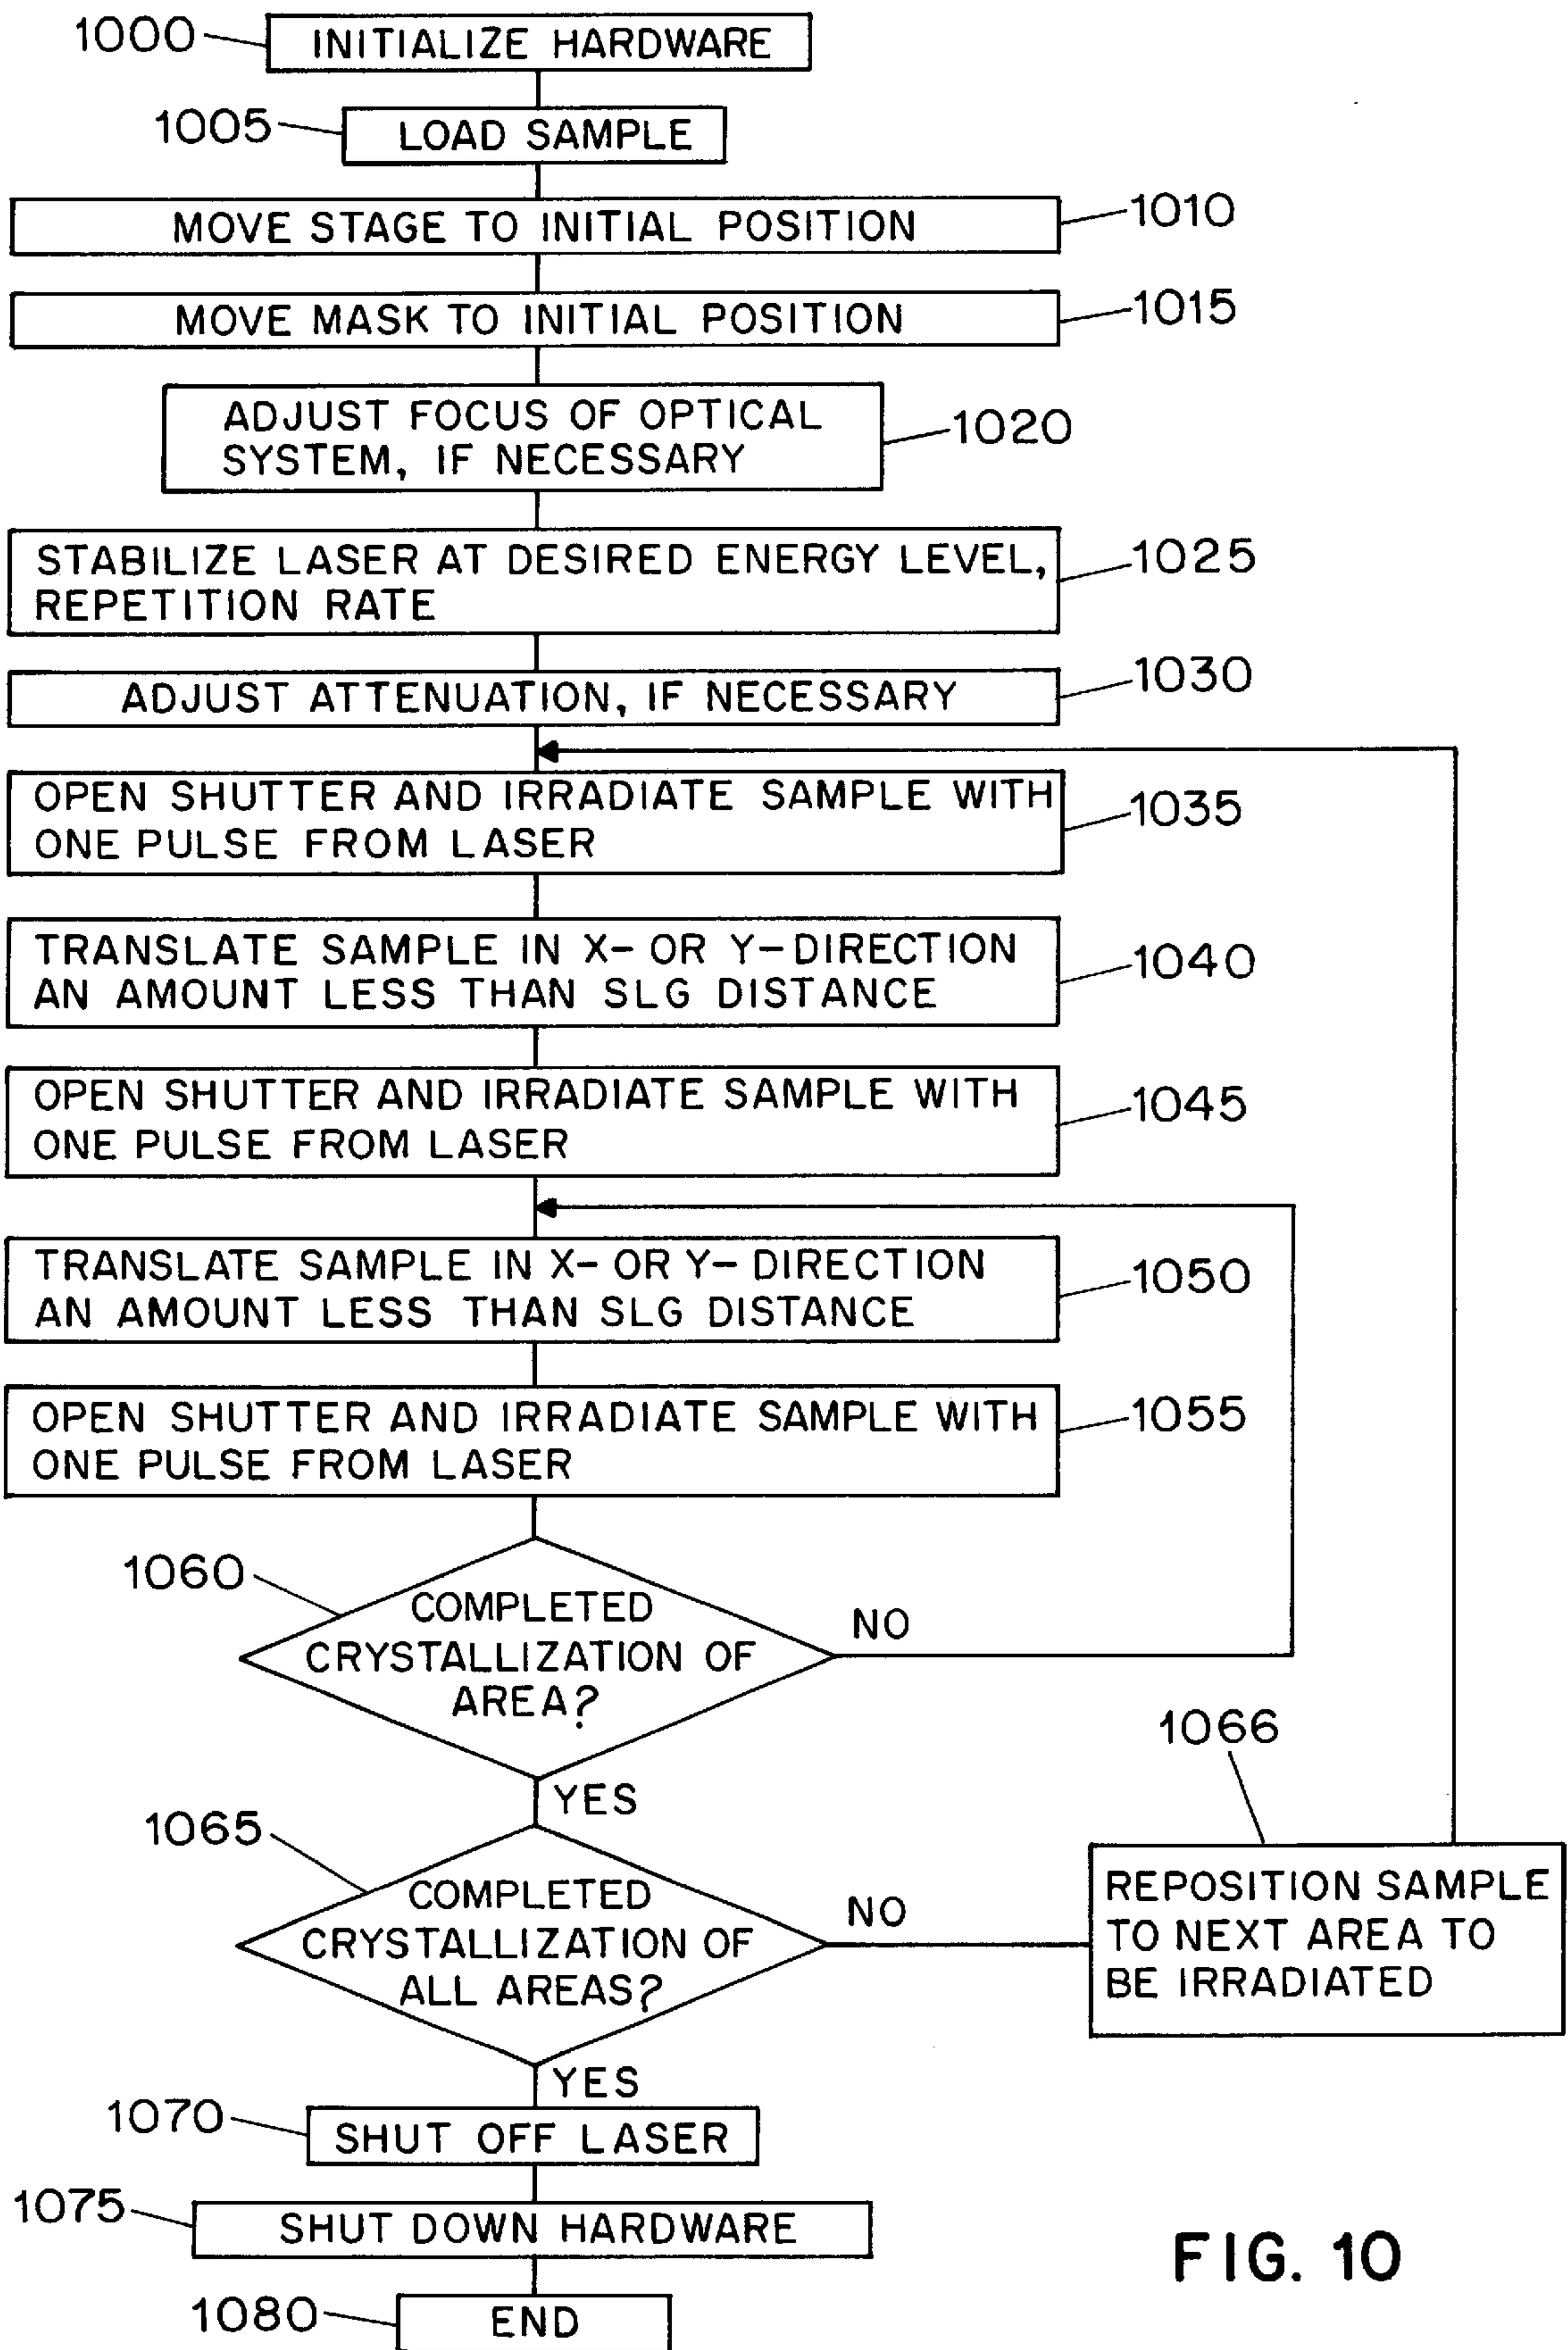 1000
INITIALIZE HARDWARE
1005
LOAD SAMPLE
MOVE STAGE TO INITIAL POSITION
1010
MOVE MASK TO INITIAL POSITION
1015
ADJUST FOCUS OF OPTICAL
SYSTEM, IF NECESSARY
1020
STABILIZE LASER AT DESIRED ENERGY LEVEL,
REPETITION RATE
1025
ADJUST ATTENUATION, IF NECESSARY
1030
OPEN SHUTTER AND IRRADIATE SAMPLE WITH
ONE PULSE FROM LASER
1035
TRANSLATE SAMPLE IN X- OR Y-DIRECTION
AN AMOUNT LESS THAN SLG DISTANCE
1040
OPEN SHUTTER AND IRRADIATE SAMPLE WITH
ONE PULSE FROM LASER
1045
TRANSLATE SAMPLE IN X- OR Y- DIRECTION
AN AMOUNT LESS THAN SLG DISTANCE
1050
OPEN SHUTTER AND IRRADIATE SAMPLE WITH
ONE PULSE FROM LASER
1055
1060
COMPLETED
CRYSTALLIZATION OF
AREA?
NO
YES
1065
COMPLETED
CRYSTALLIZATION OF
ALL AREAS?
NO
1066
REPOSITION SAMPLE
TO NEXT AREA TO
BE IRRADIATED
YES
1070
SHUT OFF LASER
1075
SHUT DOWN HARDWARE
1080
END
FIG. 10